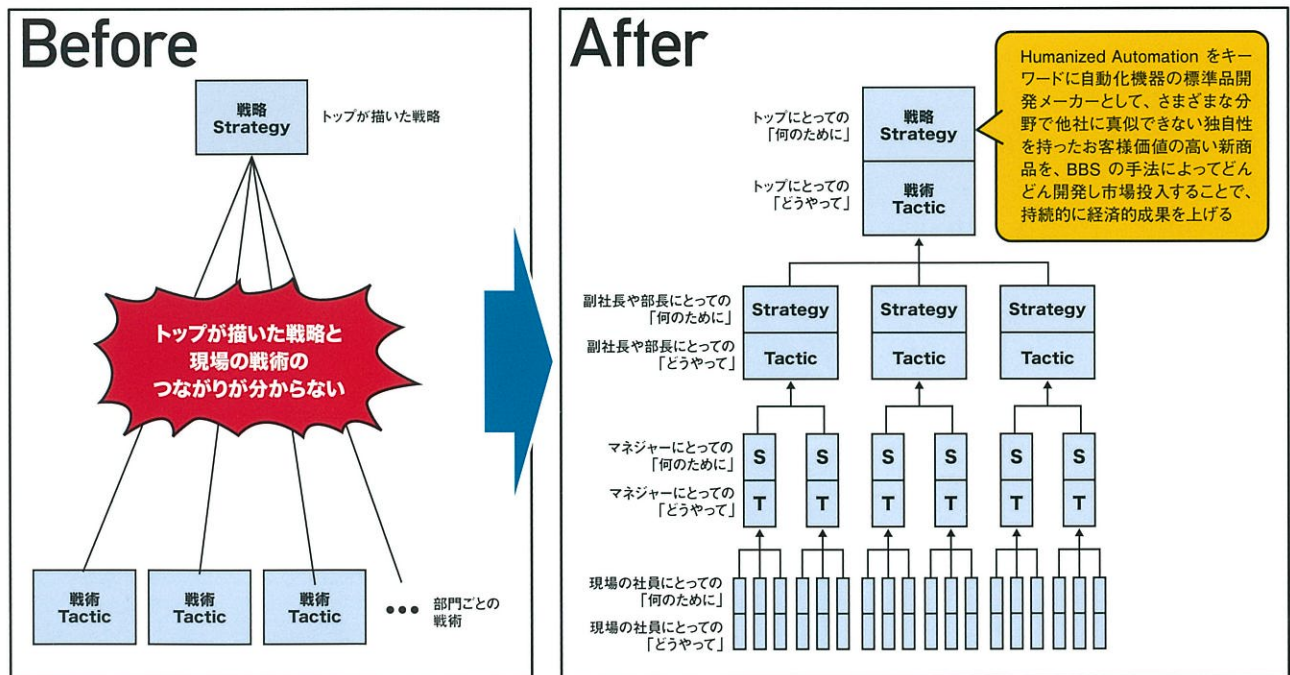 Before
戦略
Strategy
トップが描いた戦略
トップが描いた戦略と
現場の戦術の
つながりが分からない
戦術
Tactic
戦術
Tactic
戦術
Tactic
••• 部門ごとの
戦術
After
Humanized Automation をキー
ワードに自動化機器の標準品開
発メーカーとして、さまざまな分
野で他社に真似できない独自性
を持ったお客様価値の高い新商
品を、BBS の手法によってどん
どん開発し市場投入することで、
持続的に経済的成果を上げる
トップにとっての
「何のために」
戦略
Strategy
トップにとっての
「どうやって」
戦術
Tactic
副社長や部長にとっての
「何のために」
Strategy
Strategy
Strategy
副社長や部長にとっての
「どうやって」
Tactic
Tactic
Tactic
マネジャーにとっての
「何のために」
S
S
S
S
S
S
マネジャーにとっての
「どうやって」
T
T
T
T
T
T
現場の社員にとっての
「何のために」
現場の社員にとっての
「どうやって」